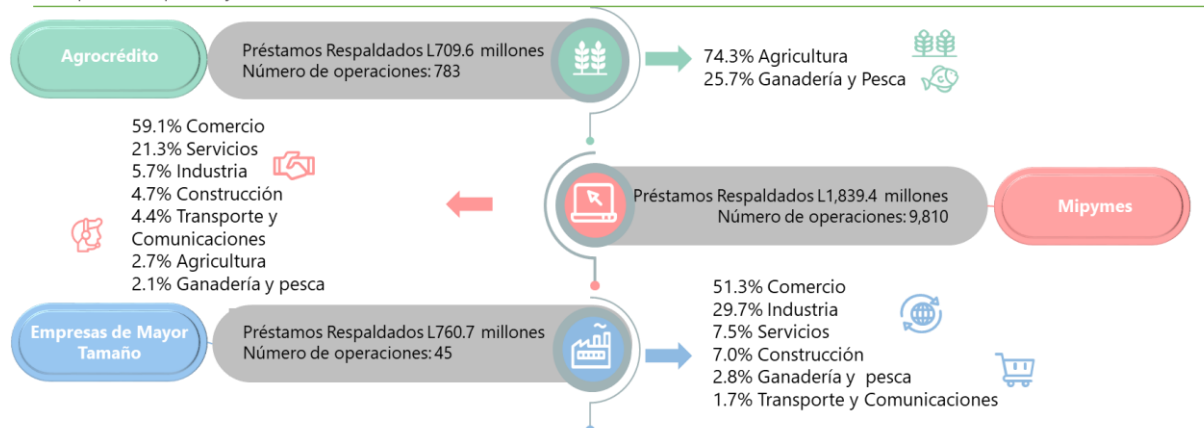 Agrocrédito
Préstamos Respaldados L709.6 millones
Número de operaciones: 783
74.3% Agricultura
25.7% Ganadería y Pesca
59.1% Comercio
21.3% Servicios
5.7% Industria
4.7% Construcción
4.4% Transporte y
Comunicaciones
2.7% Agricultura
2.1% Ganadería y pesca
Préstamos Respaldados L1,839.4 millones
Número de operaciones: 9,810
Mipymes
Empresas de Mayor
Tamaño
Préstamos Respaldados L760.7 millones
Número de operaciones: 45
51.3% Comercio
29.7% Industria
7.5% Servicios
7.0% Construcción
2.8% Ganadería y pesca
1.7% Transporte y Comunicaciones